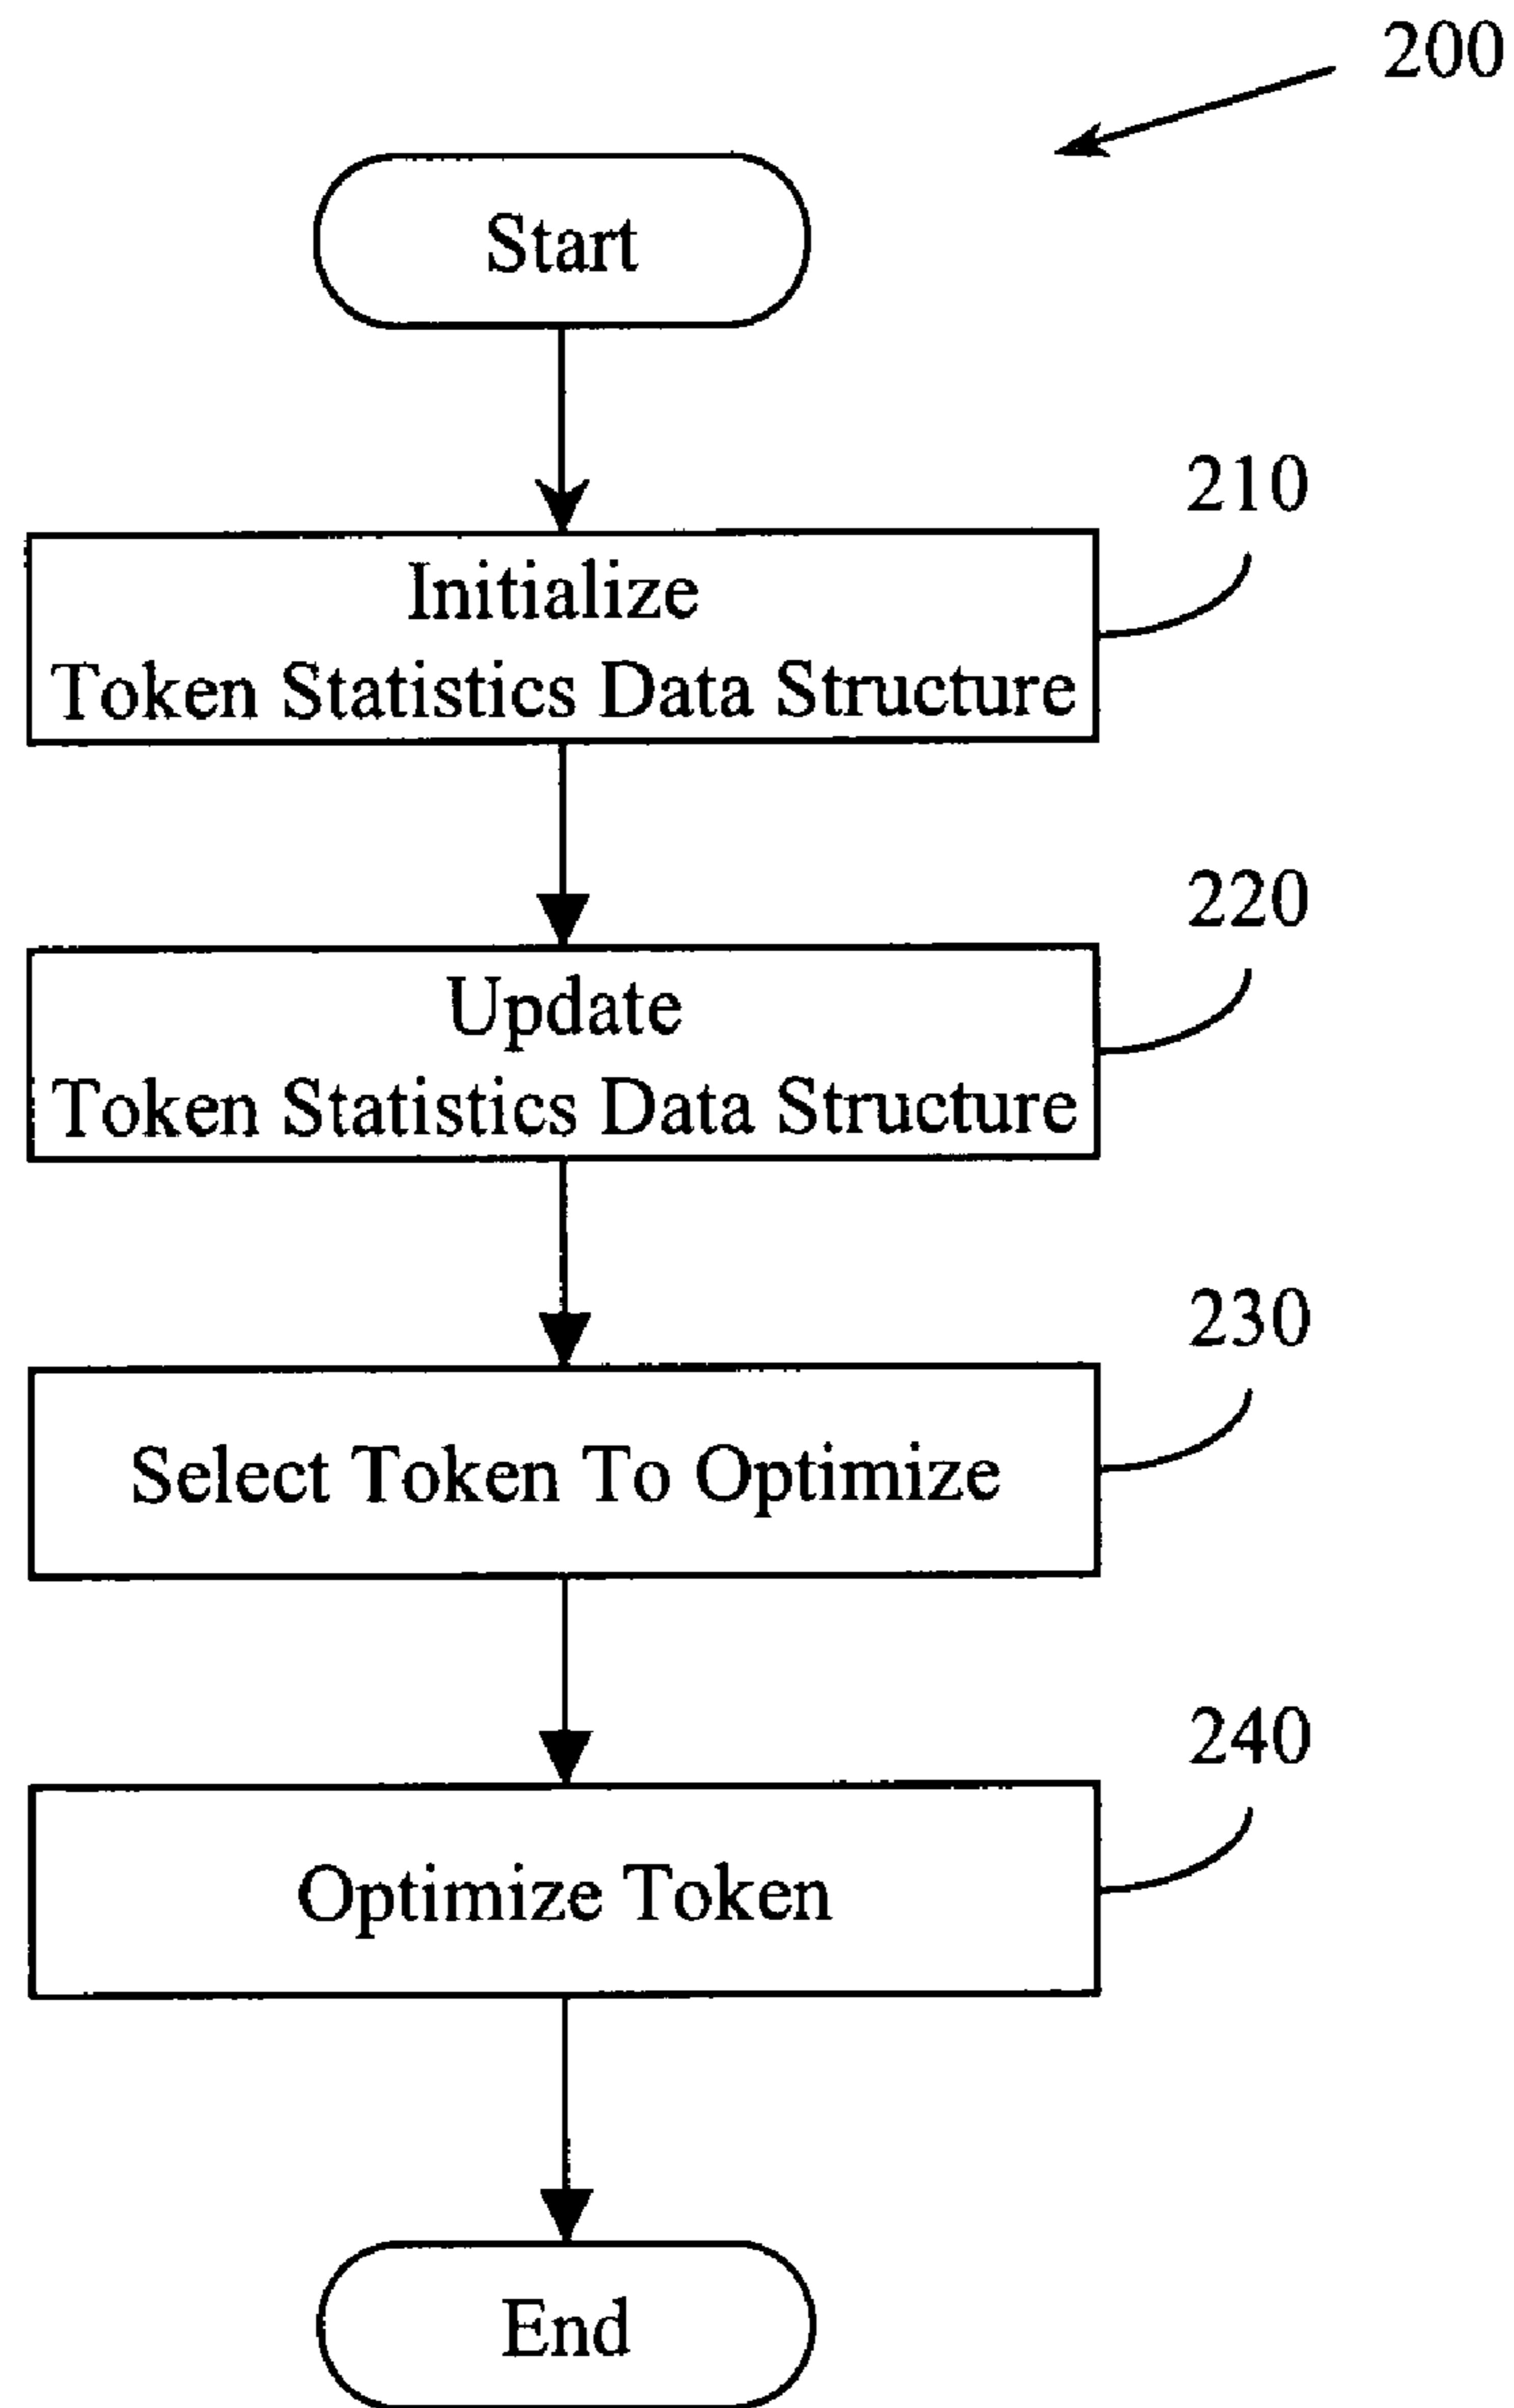 200
Start
210
Initialize
Token Statistics Data Structure
220
Update
Token Statistics Data Structure
230
Select Token To Optimize
240
Optimize Token
End